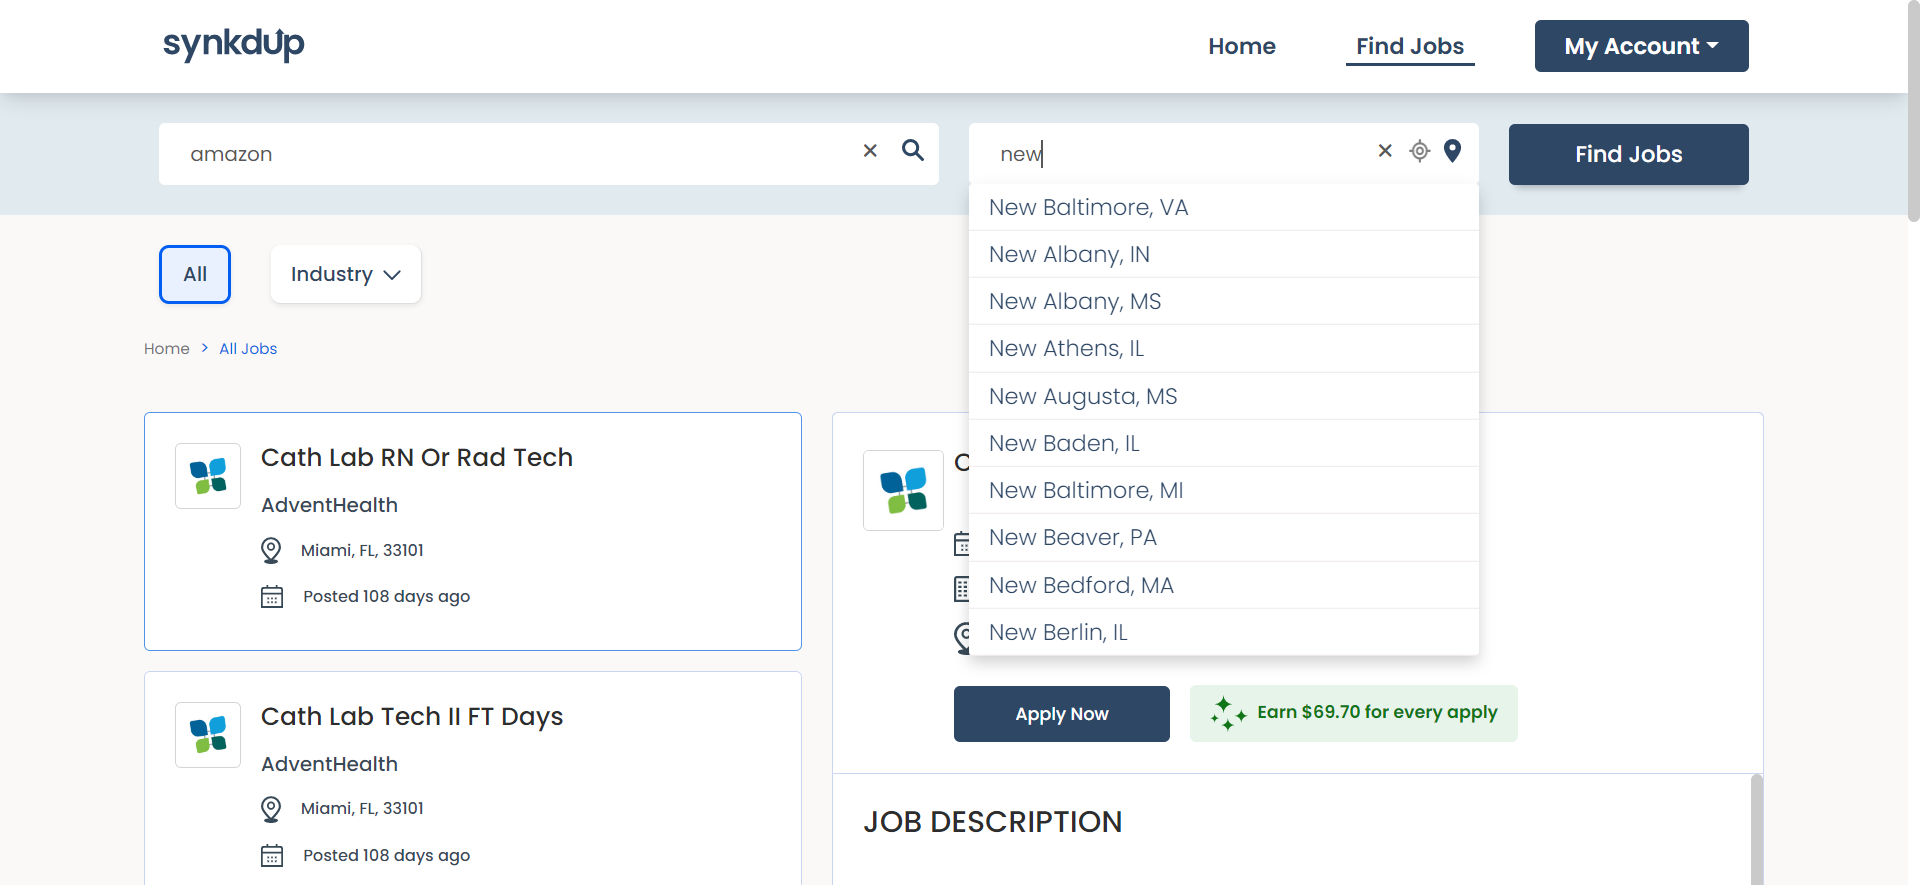 synkdup
Home
Find Jobs
My Account
amazon
new
Find Jobs
New Baltimore, VA
New Albany, IN
New Albany, MS
New Athens, IL
New Augusta, MS
New Baden, IL
New Baltimore, MI
New Beaver, PA
New Bedford, MA
New Berlin, IL
All
Industry
Home > All Jobs
Cath Lab RN Or Rad Tech
AdventHealth
Miami, FL, 33101
Posted 108 days ago
Cath Lab Tech II FT Days
AdventHealth
Miami, FL, 33101
Posted 108 days ago
Apply Now
Earn $69.70 for every apply
JOB DESCRIPTION